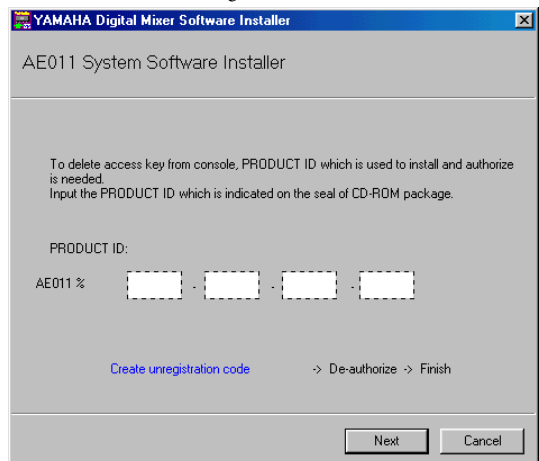 YAMAHA Digital Mixer Software Installer
AE011 System Software Installer
To delete access key from console, PRODUCT ID which is used to install and authorize
is needed.
Input the PRODUCT ID which is indicated on the seal of CD-ROM package.
PRODUCT ID:
AE011 % - - -
Create unregistration code -> De-authorize -> Finish
Next Cancel